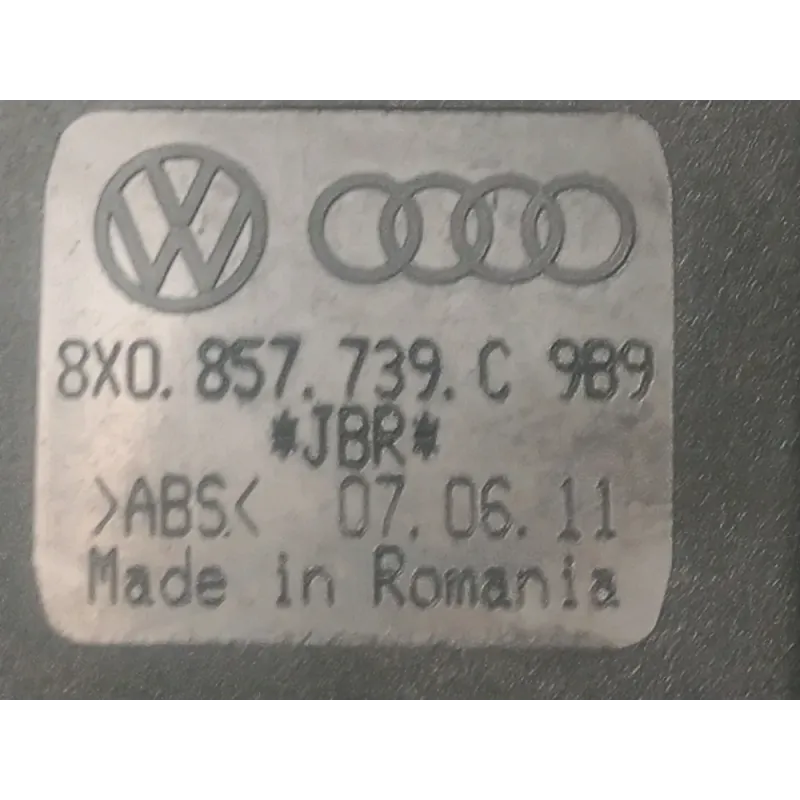 8X0.857.739.C 9B9
*JBR*
>ABS< 07.06.11
Made in Romania